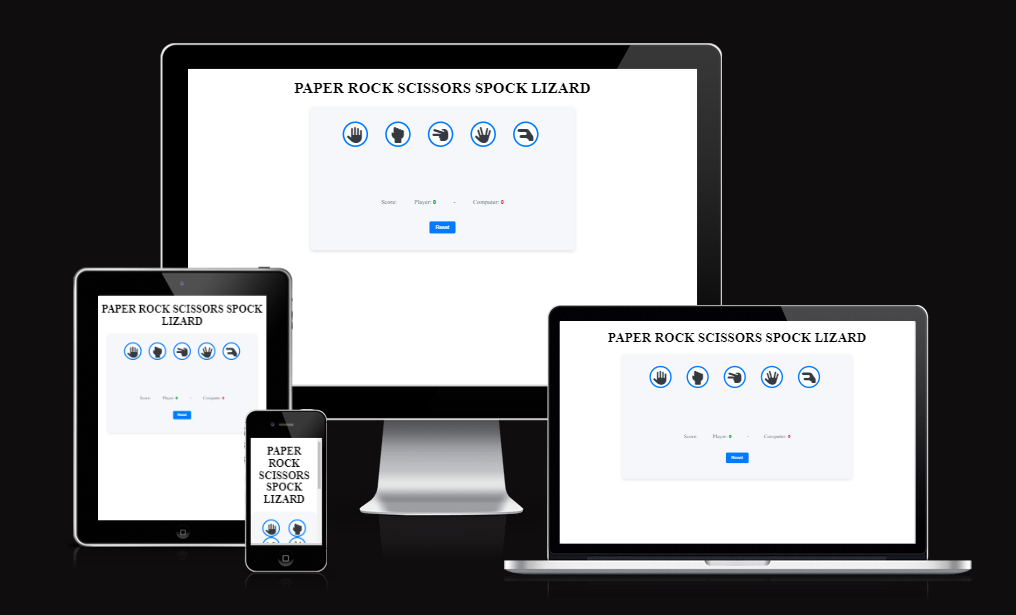 PAPER ROCK SCISSORS SPOCK LIZARD
Score: Player: 0 - Computer: 0
Reset
PAPER ROCK SCISSORS SPOCK
LIZARD
Score: Player: 0 - Computer: 0
Reset
PAPER
ROCK
SCISSORS
SPOCK
LIZARD
PAPER ROCK SCISSORS SPOCK LIZARD
Score: Player: 0 - Computer: 0
Reset